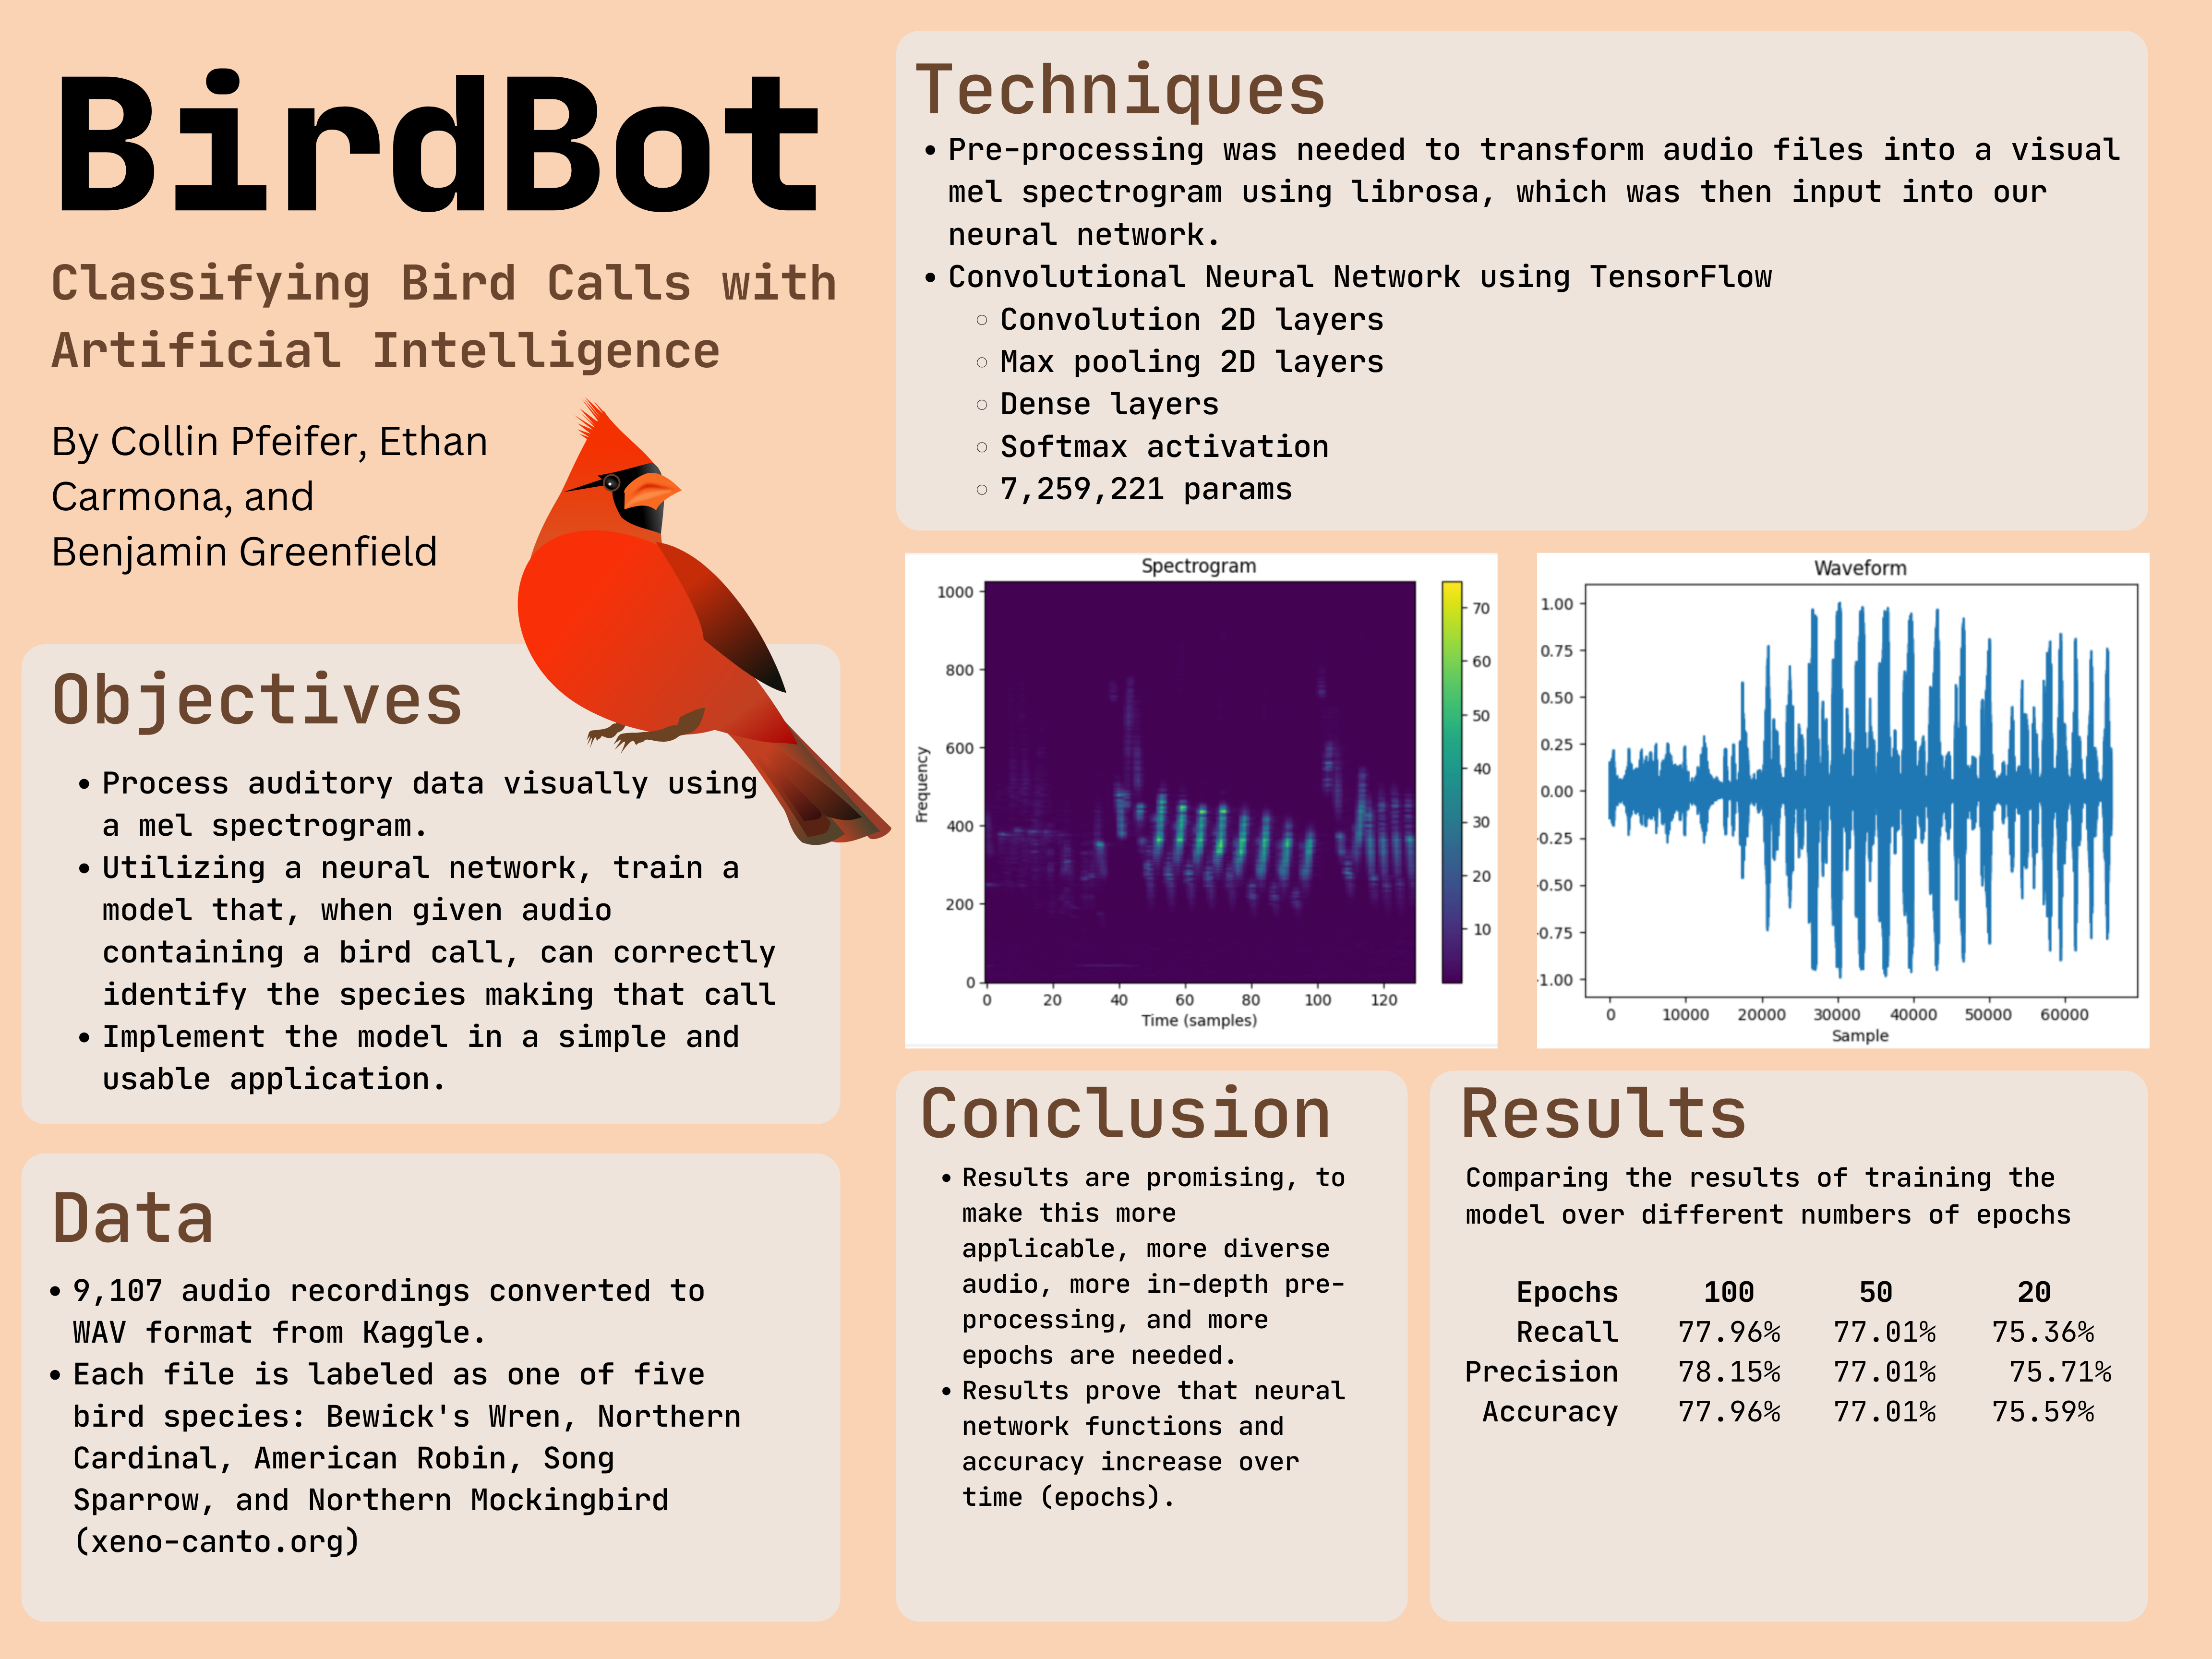 BirdBot
Classifying Bird Calls with
Artificial Intelligence
By Collin Pfeifer, Ethan
Carmona, and
Benjamin Greenfield
Objectives
• Process auditory data visually using
a mel spectrogram.
• Utilizing a neural network, train a
model that, when given audio
containing a bird call, can correctly
identify the species making that call
• Implement the model in a simple and
usable application.
Data
• 9,107 audio recordings converted to
WAV format from Kaggle.
• Each file is labeled as one of five
bird species: Bewick's Wren, Northern
Cardinal, American Robin, Song
Sparrow, and Northern Mockingbird
(xeno-canto.org)
Techniques
• Pre-processing was needed to transform audio files into a visual
mel spectrogram using librosa, which was then input into our
neural network.
• Convolutional Neural Network using TensorFlow
○ Convolution 2D layers
○ Max pooling 2D layers
○ Dense layers
○ Softmax activation
○ 7,259,221 params
Spectrogram
1000
800
600
400
200
0
Frequency
0 20 40 60 80 100 120
Time (samples)
70
60
50
40
30
20
10
Waveform
1.00
0.75
0.50
0.25
0.00
-0.25
-0.50
-0.75
-1.00
0 10000 20000 30000 40000 50000 60000
Sample
Conclusion
• Results are promising, to
make this more
applicable, more diverse
audio, more in-depth pre-
processing, and more
epochs are needed.
• Results prove that neural
network functions and
accuracy increase over
time (epochs).
Results
Comparing the results of training the
model over different numbers of epochs
Epochs 100 50 20
Recall 77.96% 77.01% 75.36%
Precision 78.15% 77.01% 75.71%
Accuracy 77.96% 77.01% 75.59%